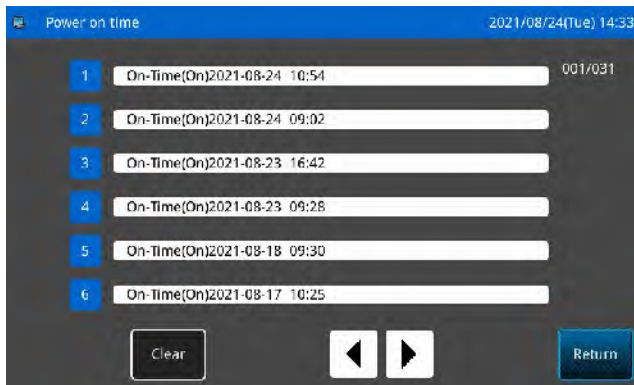 Power on time 2021/08/24(Tue) 14:33
001/031
1 On-Time(On)2021-08-24 10:54
2 On-Time(On)2021-08-24 09:02
3 On-Time(On)2021-08-23 16:42
4 On-Time(On)2021-08-23 09:28
5 On-Time(On)2021-08-18 09:30
6 On-Time(On)2021-08-17 10:25
Clear Return